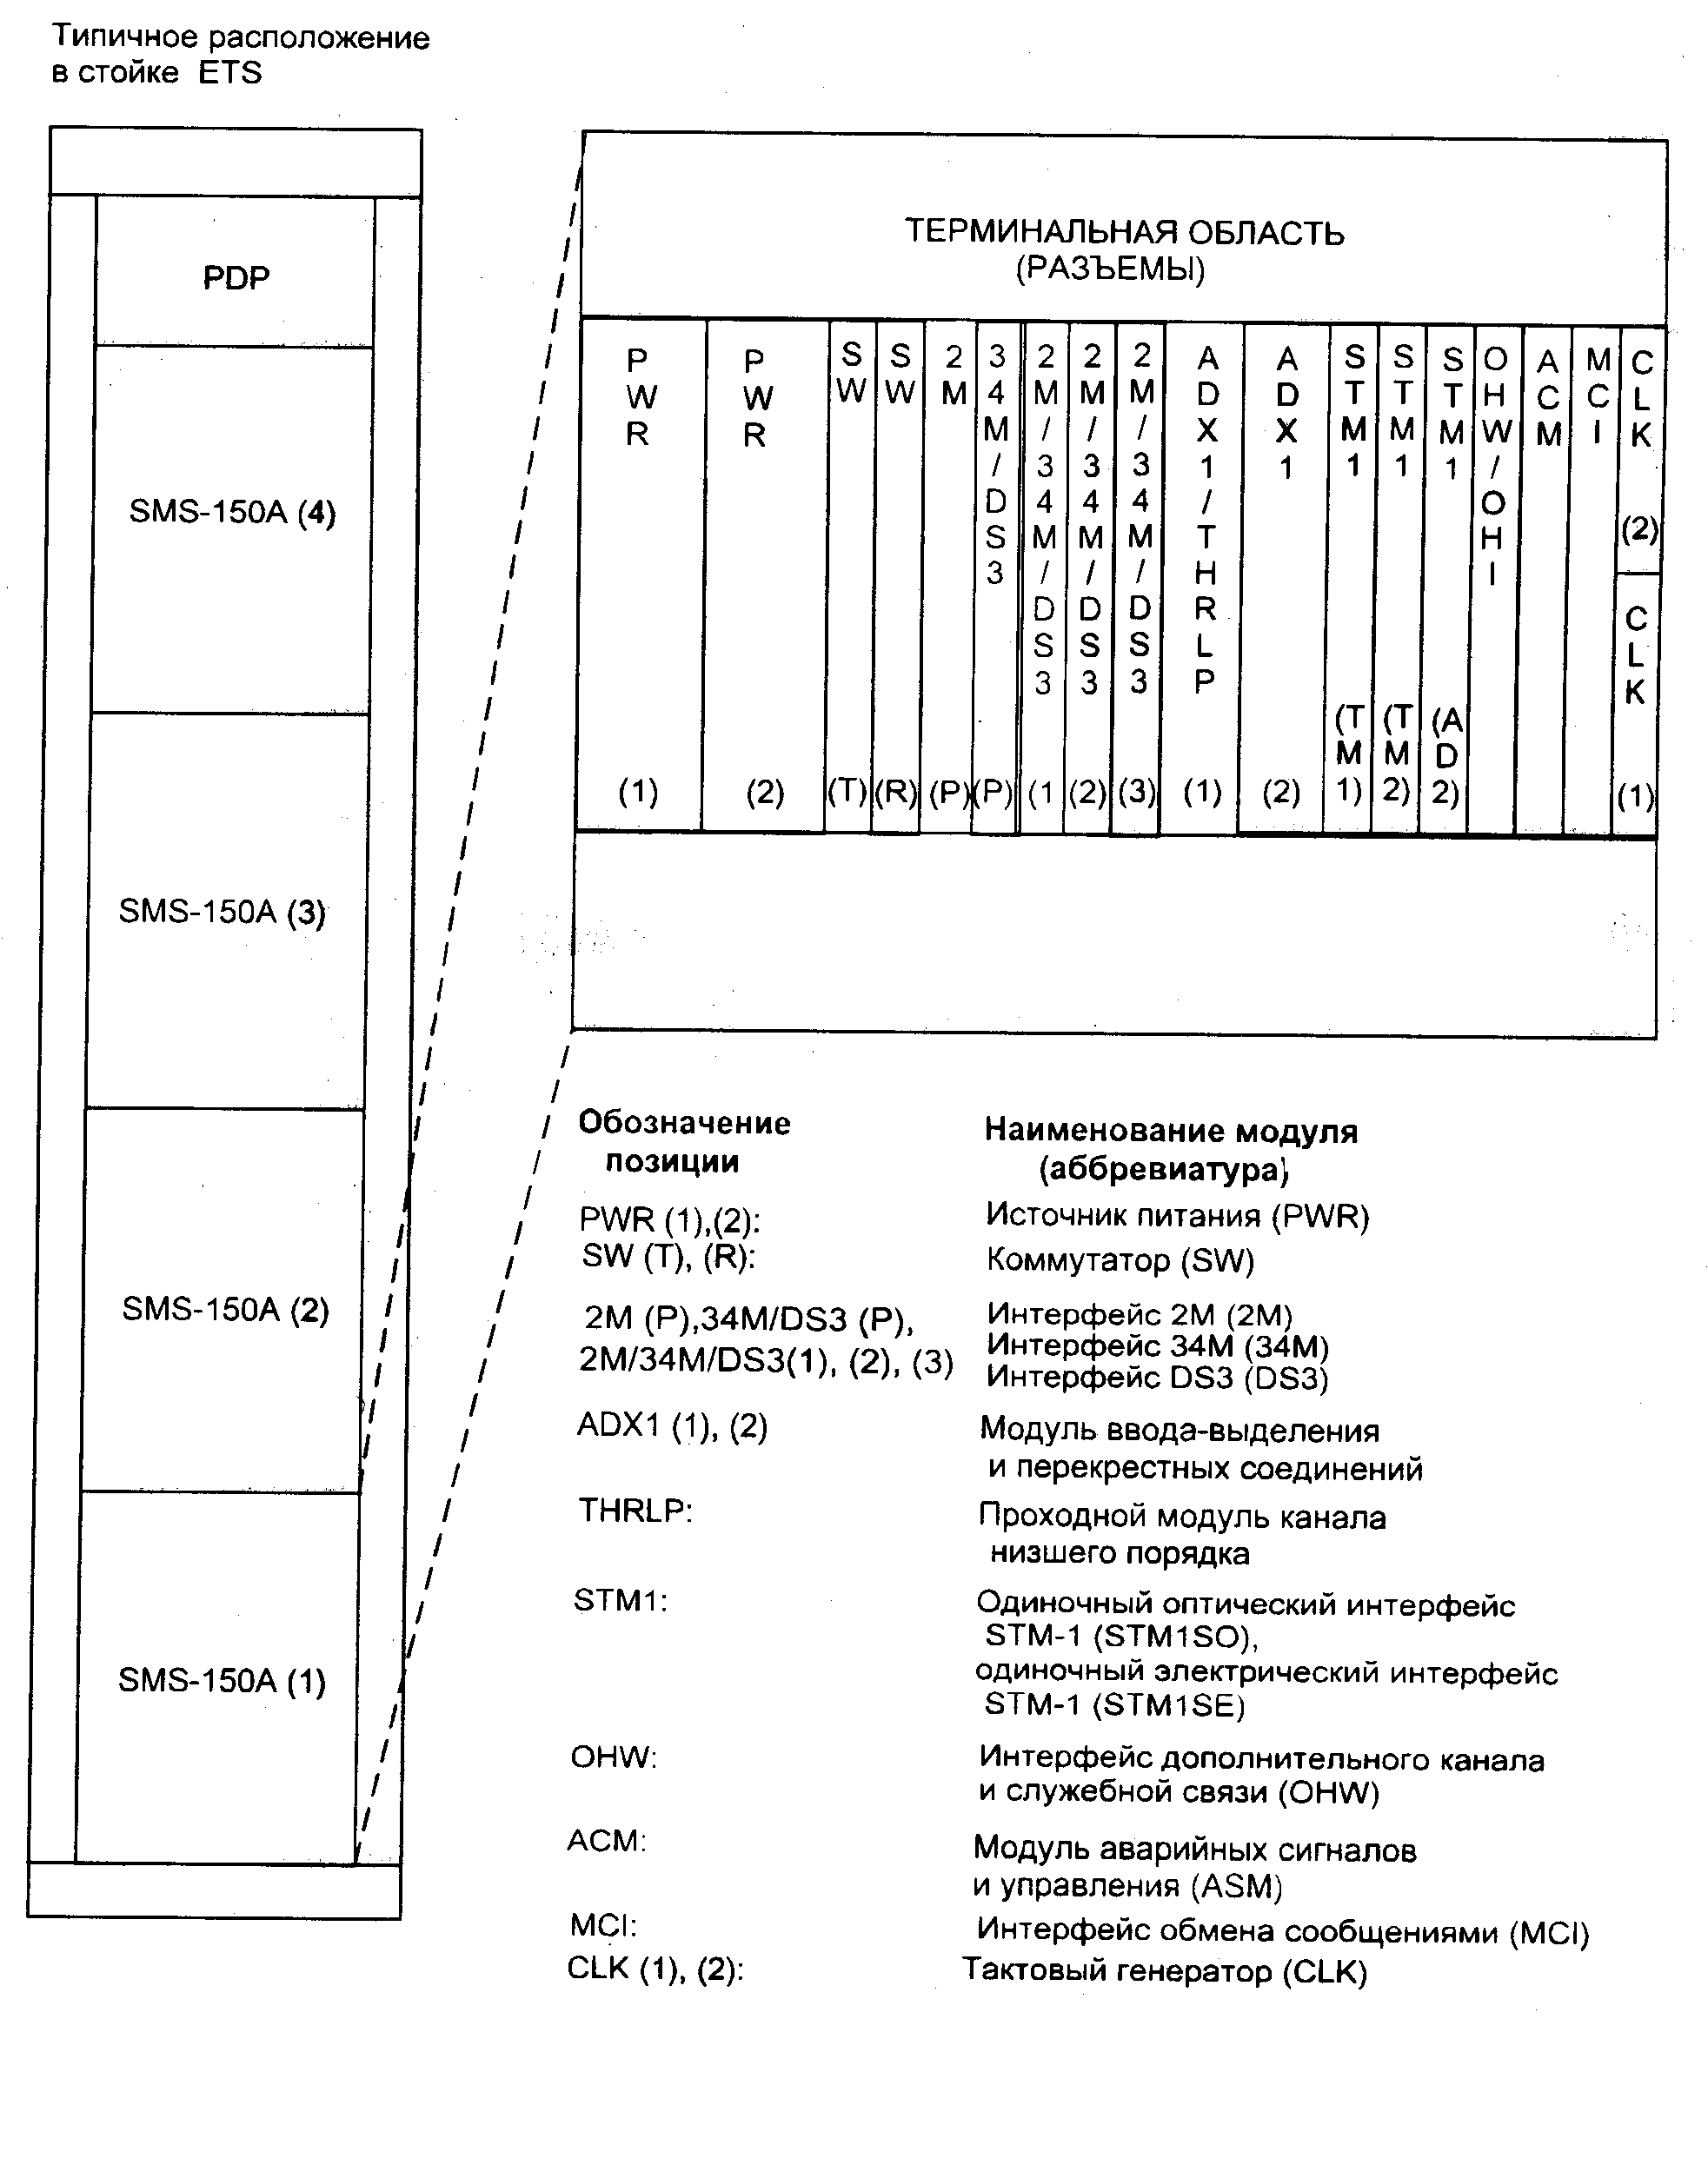 Типичное расположение
в стойке ETS
PDP
SMS-150A (4)
SMS-150A (3)
SMS-150A (2)
SMS-150A (1)
ТЕРМИНАЛЬНАЯ ОБЛАСТЬ
(РАЗЪЕМЫ)
PWR (1)
PWR (2)
SW (T)
SW (R)
2M (P)
34M/DS3 (P)
2M/34M/DS3 (1
2M/34M/DS3 (2)
2M/34M/DS3 (3)
ADX1/THRLP (1)
ADX1 (2)
STM1 (TM1)
STM1 (TM2)
STM1 (AD2)
OHW/OHI
ACM
MCI
CLK (2)
CLK (1)
Обозначение
позиции
Наименование модуля
(аббревиатура)
PWR (1),(2):
Источник питания (PWR)
SW (T), (R):
Коммутатор (SW)
2M (P),34M/DS3 (P),
2M/34M/DS3(1), (2), (3)
Интерфейс 2M (2M)
Интерфейс 34M (34M)
Интерфейс DS3 (DS3)
ADX1 (1), (2)
Модуль ввода-выделения
и перекрестных соединений
THRLP:
Проходной модуль канала
низшего порядка
STM1:
Одиночный оптический интерфейс
STM-1 (STM1SO),
одиночный электрический интерфейс
STM-1 (STM1SE)
OHW:
Интерфейс дополнительного канала
и служебной связи (OHW)
ACM:
Модуль аварийных сигналов
и управления (ASM)
MCI:
Интерфейс обмена сообщениями (MCI)
CLK (1), (2):
Тактовый генератор (CLK)